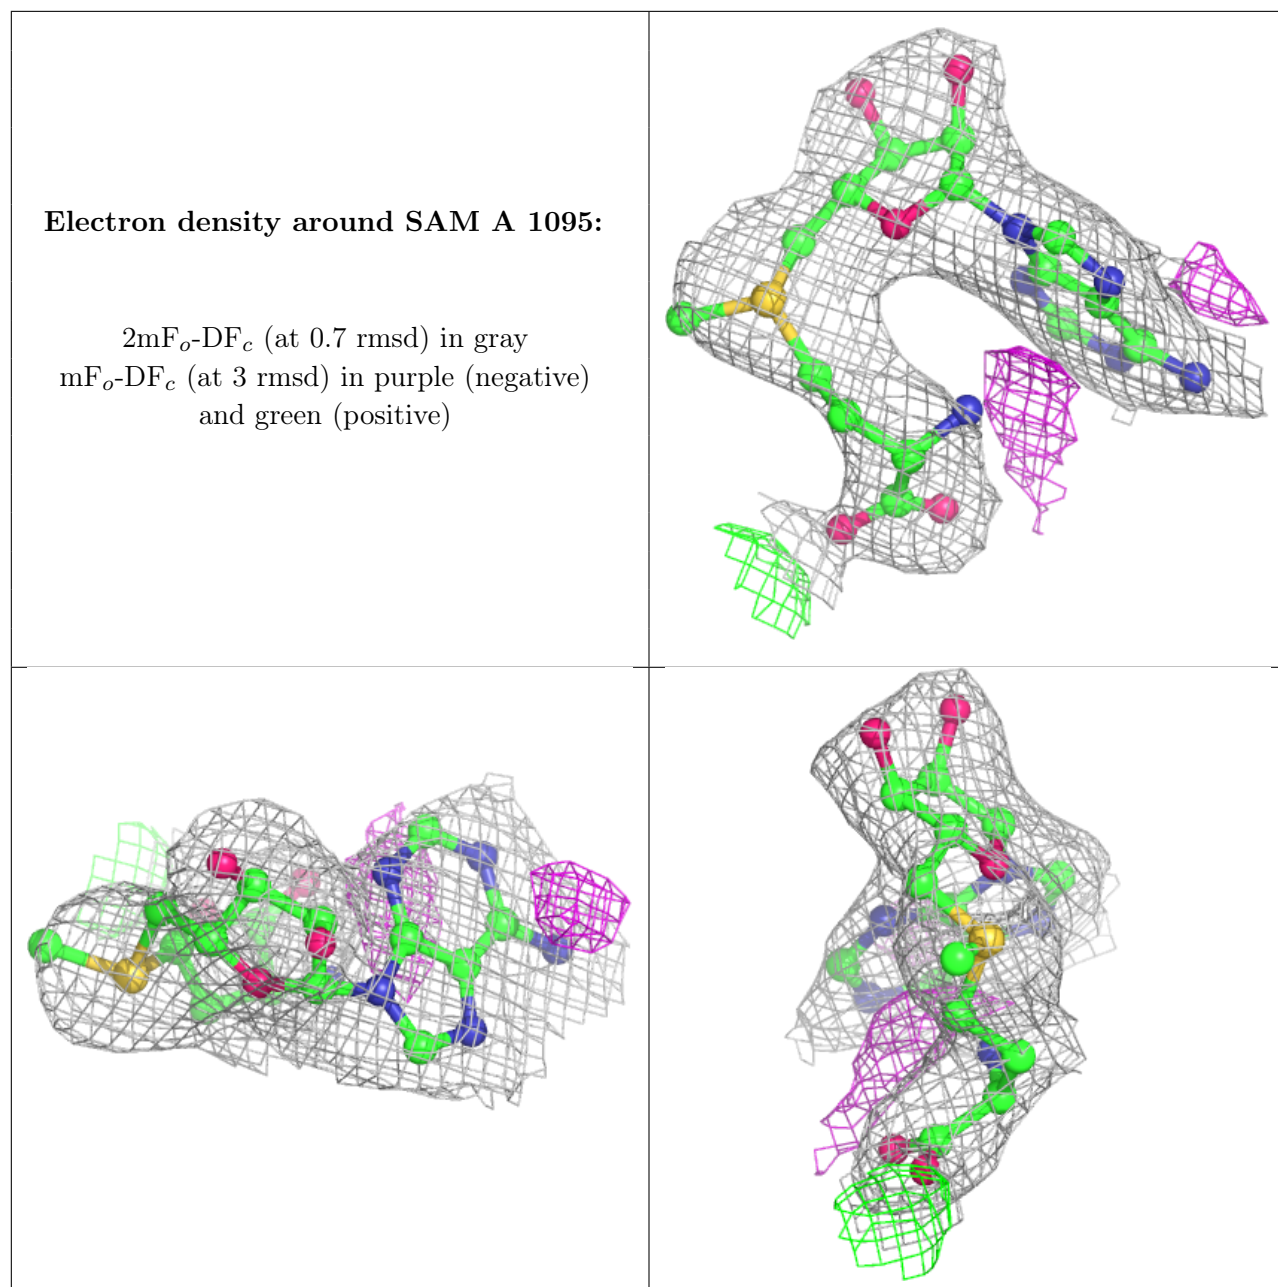 Electron density around SAM A 1095:
2mFₒ-DF𝒸 (at 0.7 rmsd) in gray
mFₒ-DF𝒸 (at 3 rmsd) in purple (negative)
and green (positive)